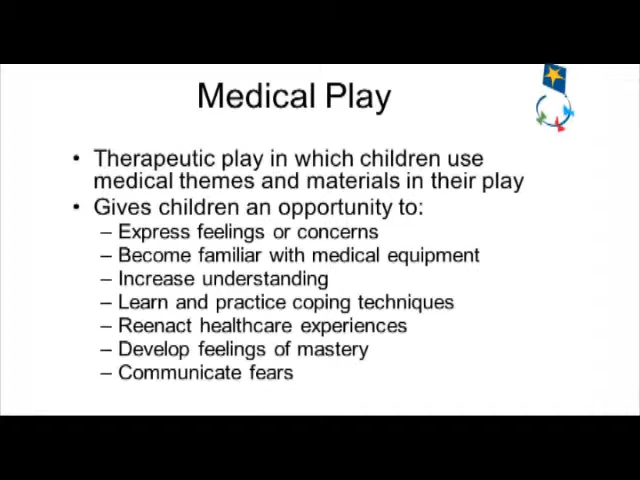 Medical Play
• Therapeutic play in which children use
medical themes and materials in their play
• Gives children an opportunity to:
– Express feelings or concerns
– Become familiar with medical equipment
– Increase understanding
– Learn and practice coping techniques
– Reenact healthcare experiences
– Develop feelings of mastery
– Communicate fears